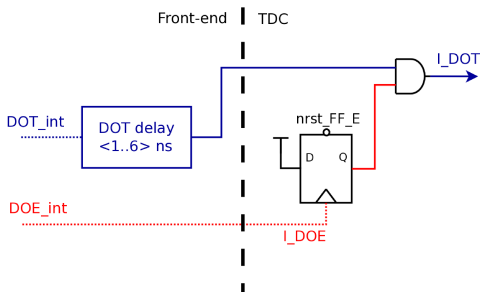 Front-end
TDC
I_DOT
nrst_FF_E
DOT_int
DOT delay
<1..6> ns
D
Q
DOE_int
I_DOE